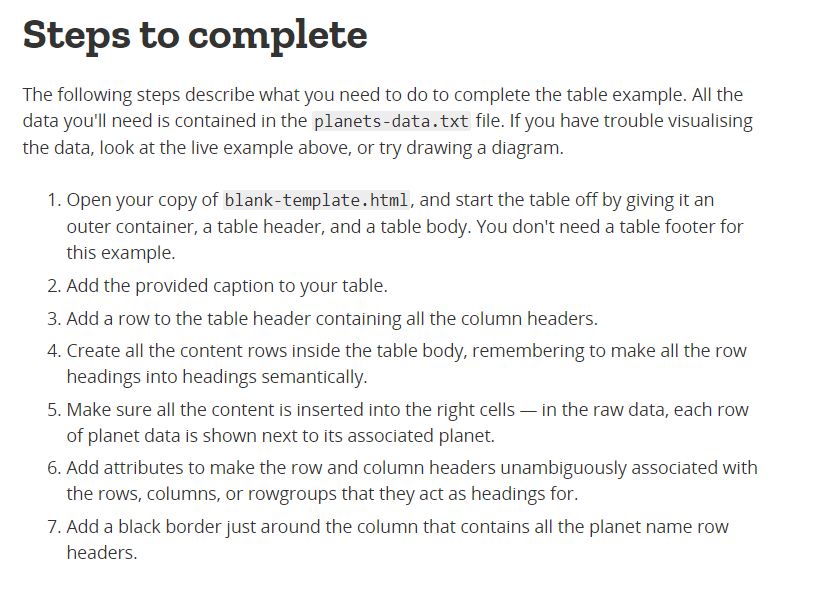 Steps to complete
The following steps describe what you need to do to complete the table example. All the
data you'll need is contained in the planets-data.txt file. If you have trouble visualising
the data, look at the live example above, or try drawing a diagram.
1. Open your copy of blank-template.html, and start the table off by giving it an
outer container, a table header, and a table body. You don't need a table footer for
this example.
2. Add the provided caption to your table.
3. Add a row to the table header containing all the column headers.
4. Create all the content rows inside the table body, remembering to make all the row
headings into headings semantically.
5. Make sure all the content is inserted into the right cells — in the raw data, each row
of planet data is shown next to its associated planet.
6. Add attributes to make the row and column headers unambiguously associated with
the rows, columns, or rowgroups that they act as headings for.
7. Add a black border just around the column that contains all the planet name row
headers.